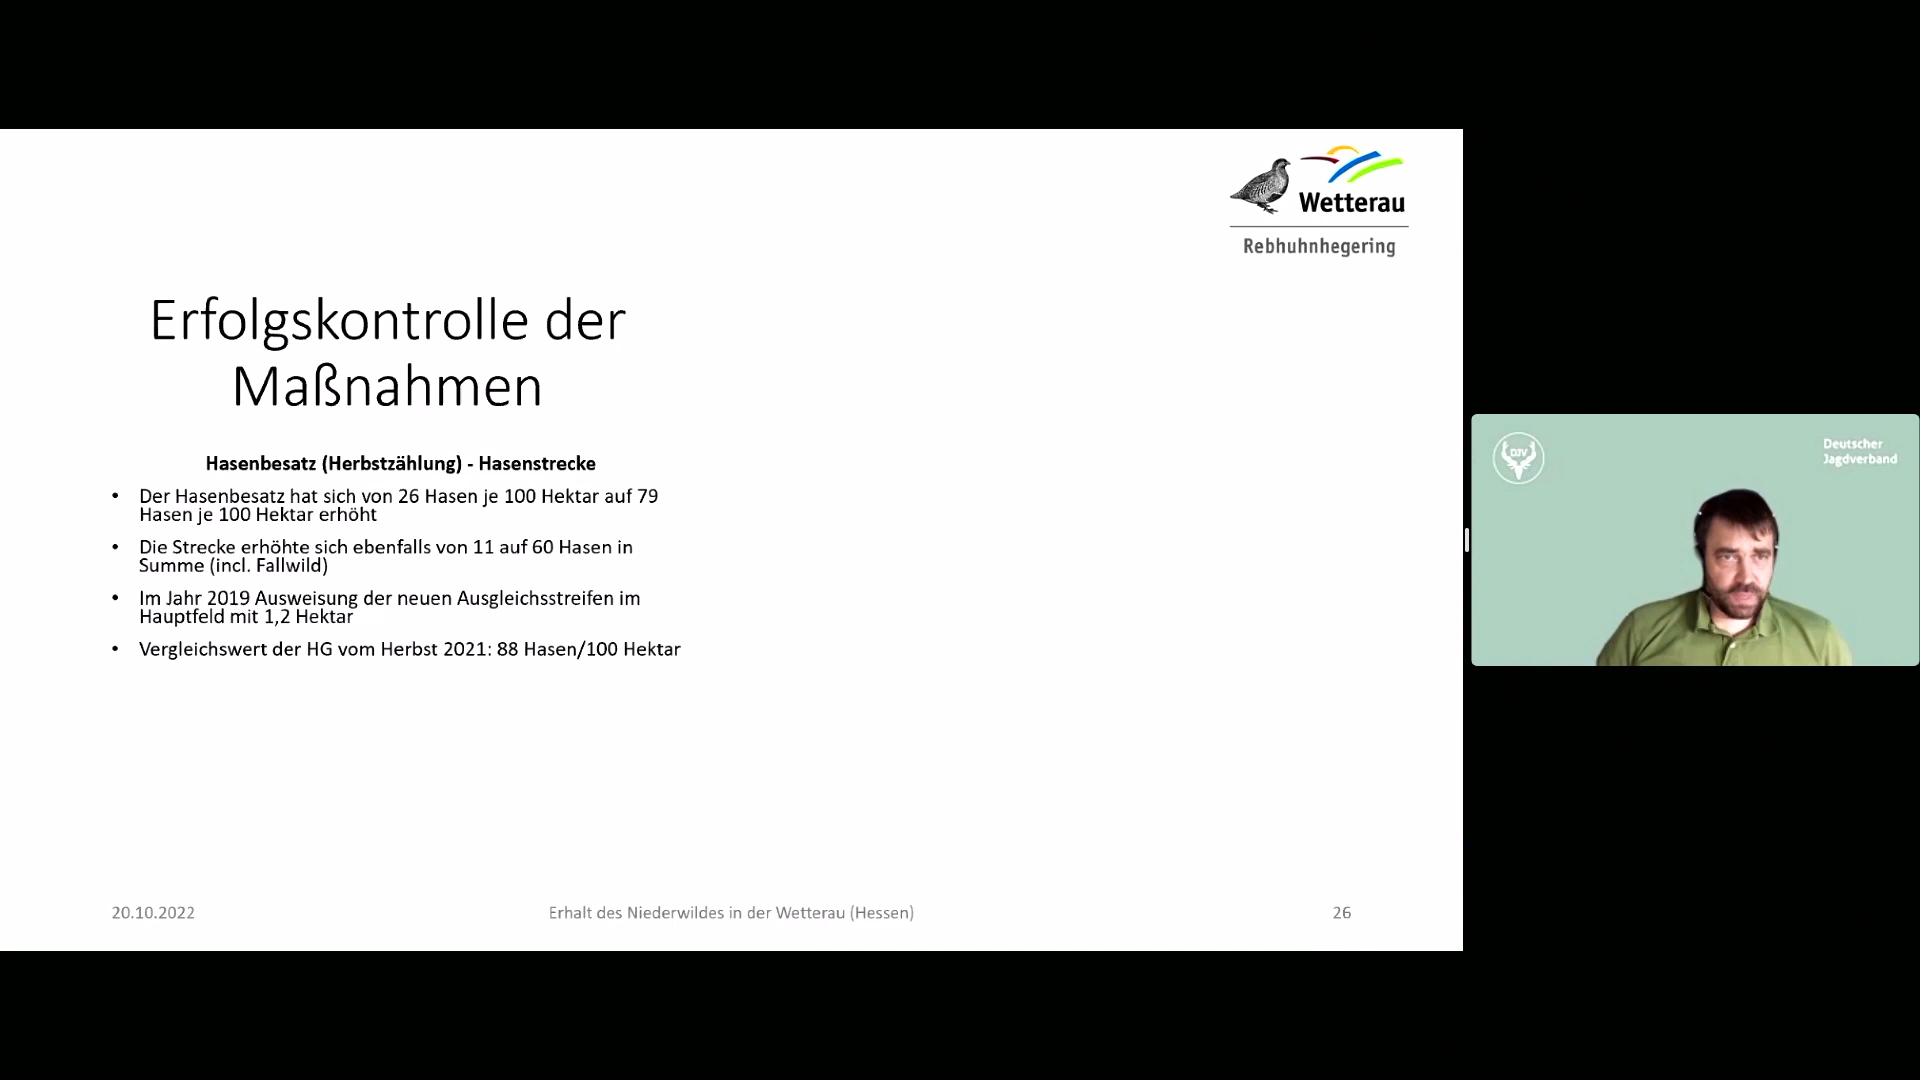 Wetterau
Rebhuhnhegering
Erfolgskontrolle der
Maßnahmen
Hasenbesatz (Herbstzählung) - Hasenstrecke
• Der Hasenbesatz hat sich von 26 Hasen je 100 Hektar auf 79
Hasen je 100 Hektar erhöht
• Die Strecke erhöhte sich ebenfalls von 11 auf 60 Hasen in
Summe (incl. Fallwild)
• Im Jahr 2019 Ausweisung der neuen Ausgleichsstreifen im
Hauptfeld mit 1,2 Hektar
• Vergleichswert der HG vom Herbst 2021: 88 Hasen/100 Hektar
20.10.2022
Erhalt des Niederwildes in der Wetterau (Hessen)
26
DJV
Deutscher
Jagdverband